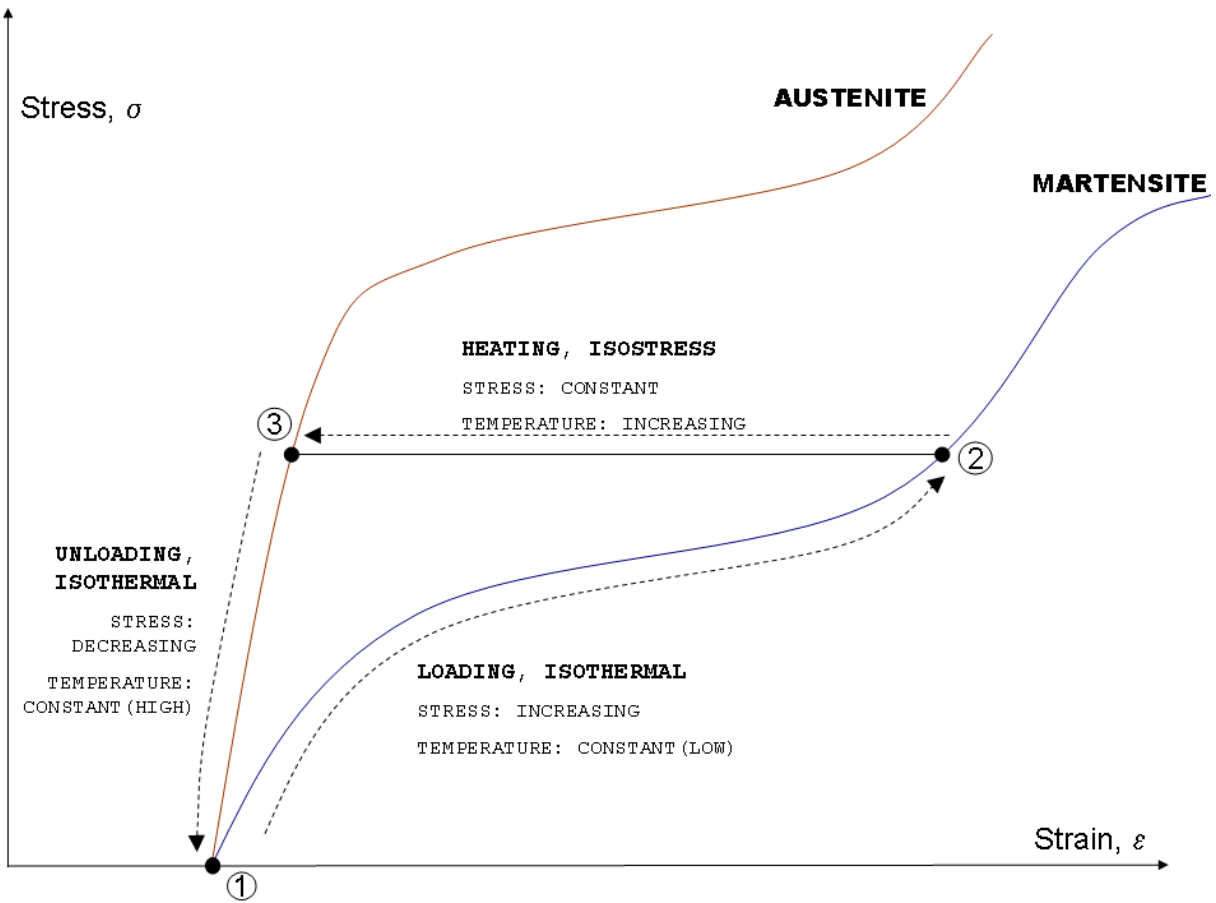 Stress, σ
AUSTENITE
MARTENSITE
HEATING, ISOSTRESS
STRESS: CONSTANT
TEMPERATURE: INCREASING
3
2
UNLOADING,
ISOTHERMAL
STRESS:
DECREASING
TEMPERATURE:
CONSTANT(HIGH)
LOADING, ISOTHERMAL
STRESS: INCREASING
TEMPERATURE: CONSTANT(LOW)
Strain, ε
1